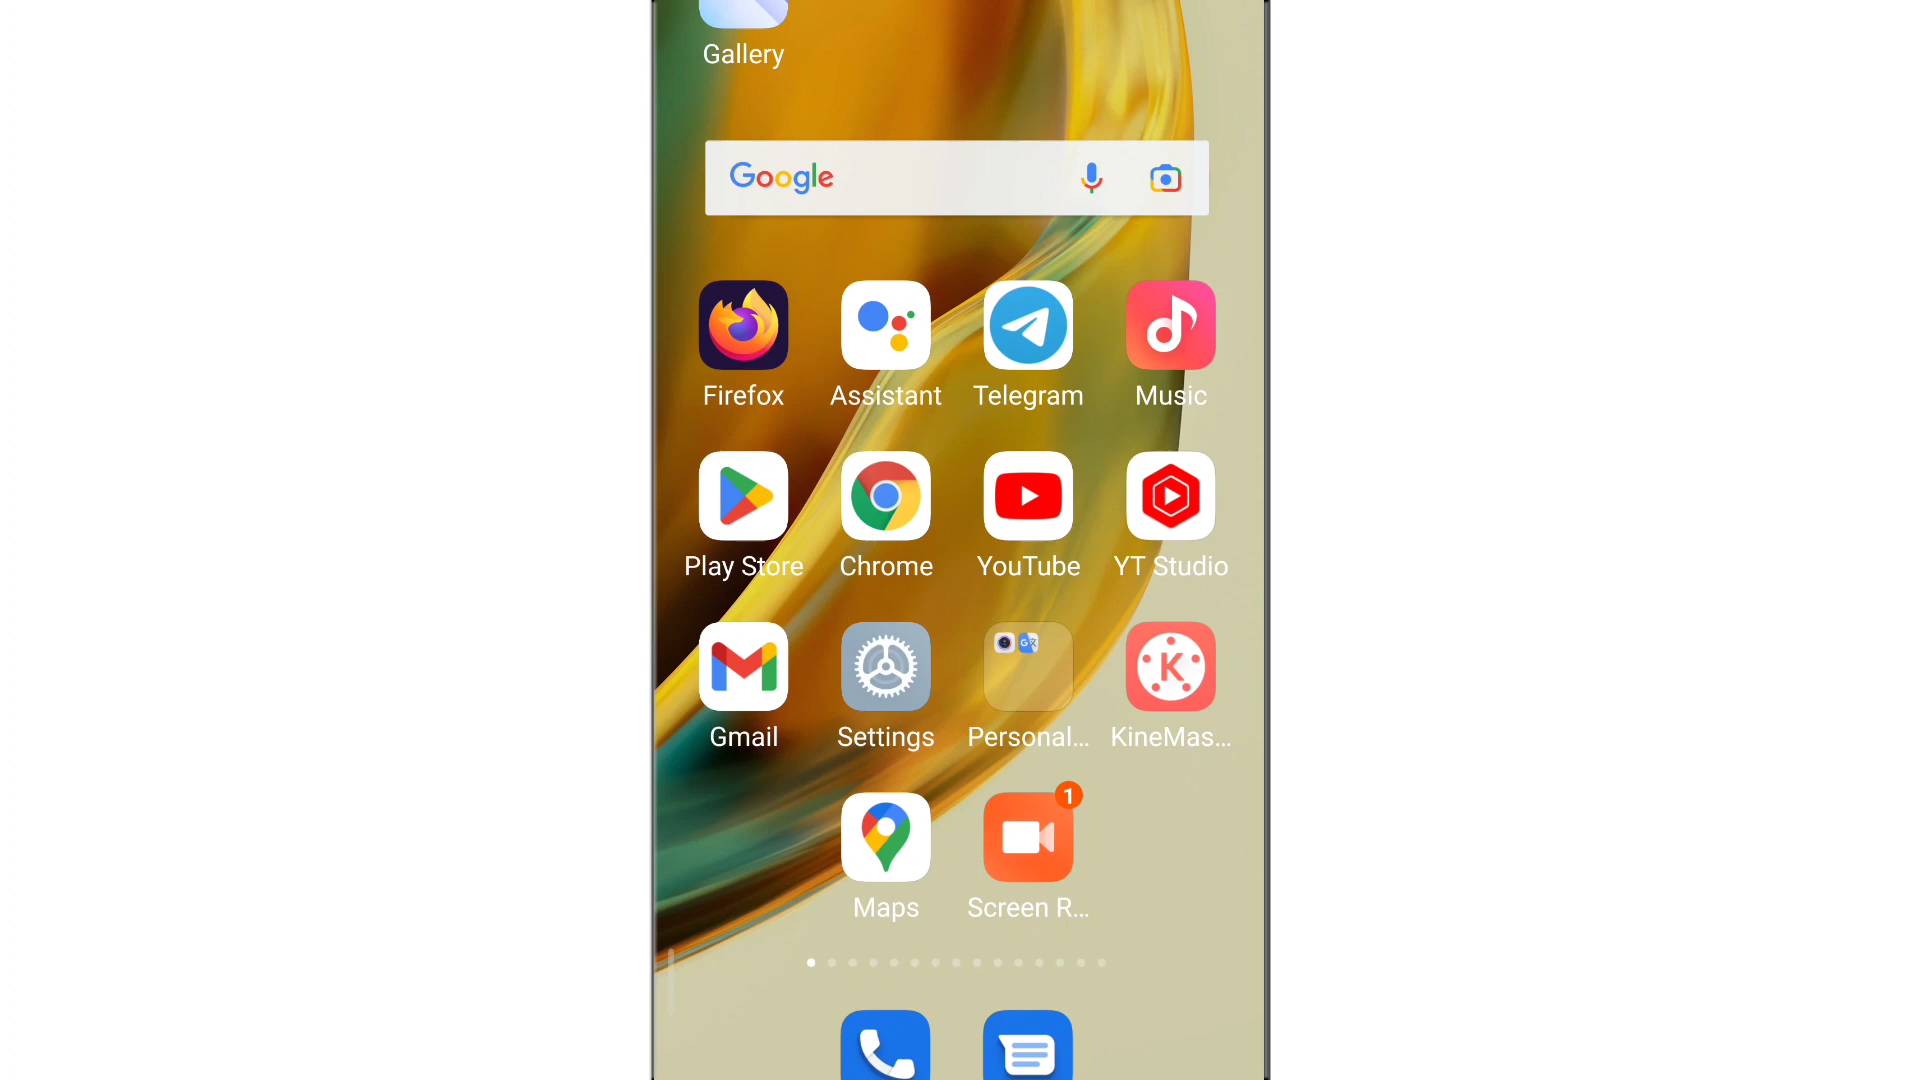 Gallery
Google
Firefox Assistant Telegram Music
Play Store Chrome YouTube YT Studio
Gmail Settings Personal... KineMas...
1
Maps Screen R...